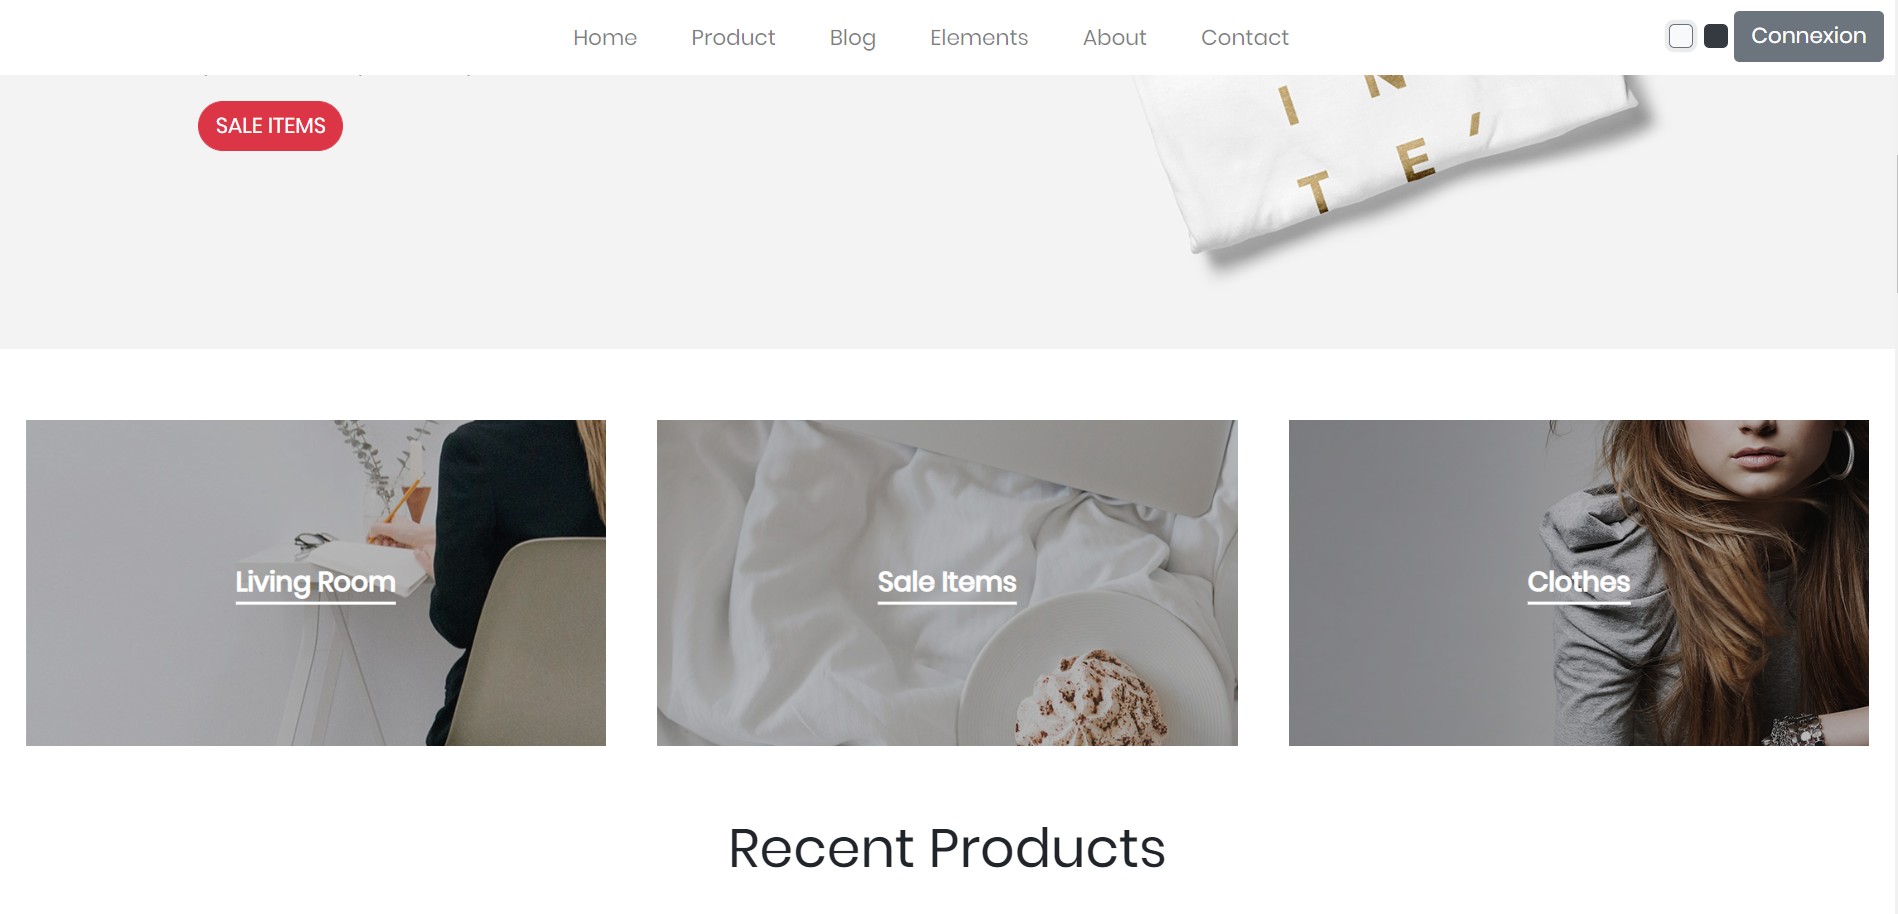 Home Product Blog Elements About Contact Connexion
SALE ITEMS
I N
T E ,
Living Room Sale Items Clothes
Recent Products